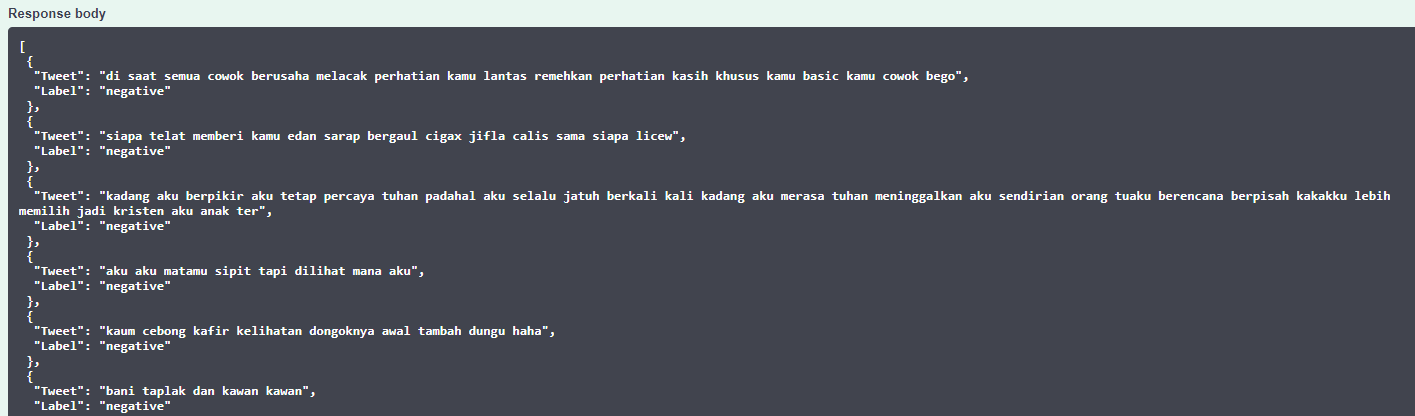 Response body
[
{
"Tweet": "di saat semua cowok berusaha melacak perhatian kamu lantas remehkan perhatian kasih khusus kamu basic kamu cowok bego",
"Label": "negative"
},
{
"Tweet": "siapa telat memberi kamu edan sarap bergaul cigax jifla calis sama siapa licew",
"Label": "negative"
},
{
"Tweet": "kadang aku berpikir aku tetap percaya tuhan padahal aku selalu jatuh berkali kali kadang aku merasa tuhan meninggalkan aku sendirian orang tuaku berencana berpisah kakakku lebih
memilih jadi kristen aku anak ter",
"Label": "negative"
},
{
"Tweet": "aku aku matamu sipit tapi dilihat mana aku",
"Label": "negative"
},
{
"Tweet": "kaum cebong kafir kelihatan dongoknya awal tambah dungu haha",
"Label": "negative"
},
{
"Tweet": "bani taplak dan kawan kawan",
"Label": "negative"